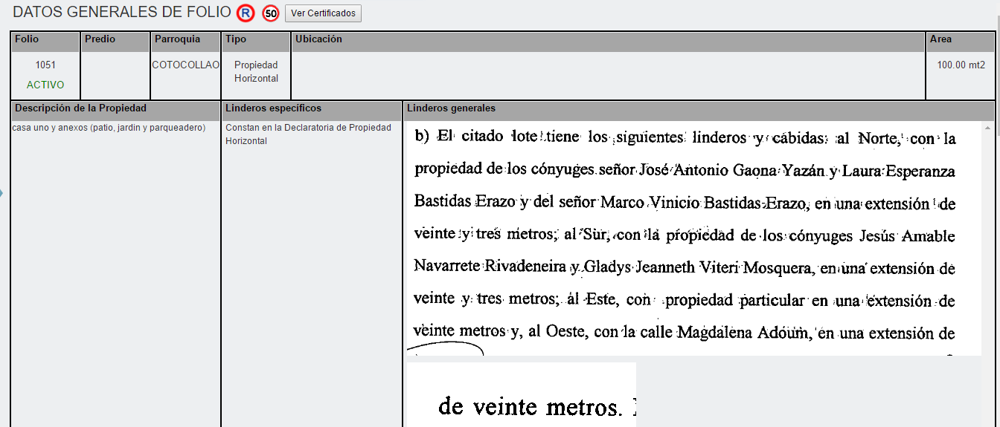 DATOS GENERALES DE FOLIO R 50 Ver Certificados
Folio Predio Parroquia Tipo Ubicación Area
1051 COTOCOLLAO Propiedad Horizontal 100.00 mt2
ACTIVO
Descripción de la Propiedad Linderos específicos Linderos generales
casa uno y anexos (patio, jardin y parqueadero)
Constan en la Declaratoria de Propiedad
Horizontal
b) El citado lote tiene los siguientes linderos y cábidas: al Norte, con la
propiedad de los cónyuges señor José Antonio Gaona Yazán y Laura Esperanza
Bastidas Erazo y del señor Marco Vinicio Bastidas Erazo, en una extensión de
veinte y tres metros; al Sur, con la propiedad de los cónyuges Jesús Amable
Navarrete Rivadeneira y Gladys Jeanneth Viteri Mosquera, en una extensión de
veinte y tres metros; al Este, con propiedad particular en una extensión de
veinte metros y, al Oeste, con la calle Magdalena Adóum, en una extensión de
de veinte metros.